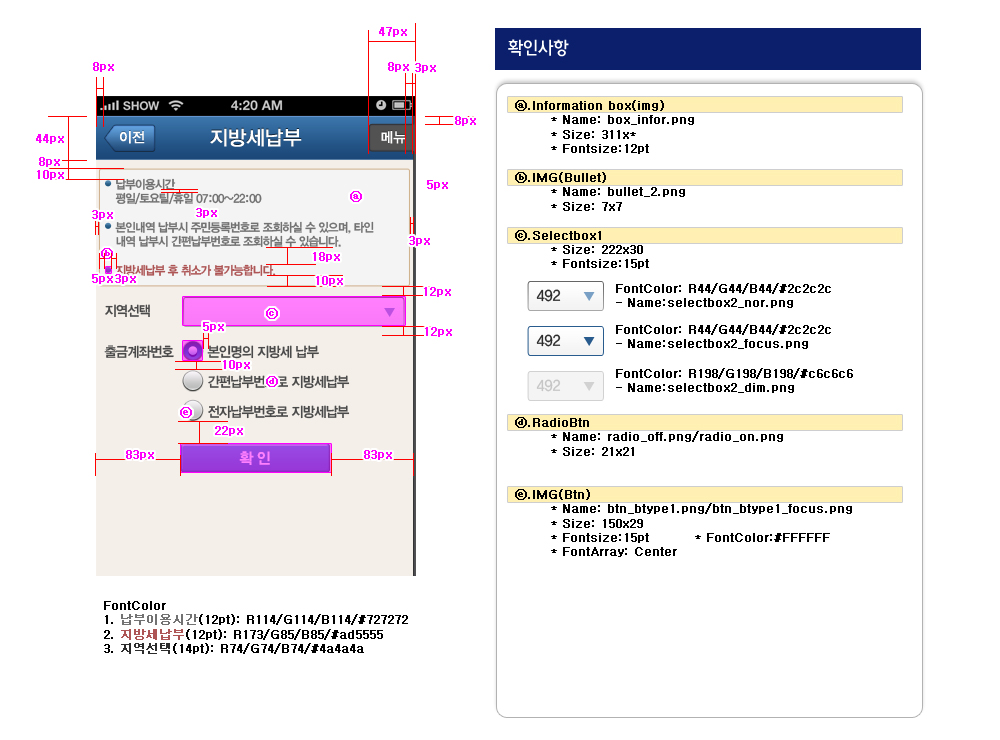 47px
8px
8px
3px
SHOW
4:20 AM
8px
44px
이전
지방세납부
메뉴
8px
10px
납부이용시간
평일/토요일/휴일 07:00~22:00
ⓐ
5px
3px
3px
본인내역 납부시 주민등록번호로 조회하실 수 있으며, 타인
내역 납부시 간편납부번호로 조회하실 수 있습니다.
3px
ⓑ
18px
지방세납부 후 취소가 불가능합니다.
5px
3px
10px
12px
지역선택
ⓒ
5px
12px
출금계좌번호
본인명의 지방세 납부
10px
간편납부번호로 지방세납부
ⓓ
ⓔ
전자납부번호로 지방세납부
22px
83px
확 인
83px
FontColor
1. 납부이용시간(12pt): R114/G114/B114/#727272
2. 지방세납부(12pt): R173/G85/B85/#ad5555
3. 지역선택(14pt): R74/G74/B74/#4a4a4a
확인사항
ⓐ.Information box(img)
* Name: box_infor.png
* Size: 311x*
* Fontsize:12pt
ⓑ.IMG(Bullet)
* Name: bullet_2.png
* Size: 7x7
ⓒ.Selectbox1
* Size: 222x30
* Fontsize:15pt
492
FontColor: R44/G44/B44/#2c2c2c
- Name:selectbox2_nor.png
492
FontColor: R44/G44/B44/#2c2c2c
- Name:selectbox2_focus.png
492
FontColor: R198/G198/B198/#c6c6c6
- Name:selectbox2_dim.png
ⓓ.RadioBtn
* Name: radio_off.png/radio_on.png
* Size: 21x21
ⓔ.IMG(Btn)
* Name: btn_btype1.png/btn_btype1_focus.png
* Size: 150x29
* Fontsize:15pt * FontColor:#FFFFFF
* FontArray: Center